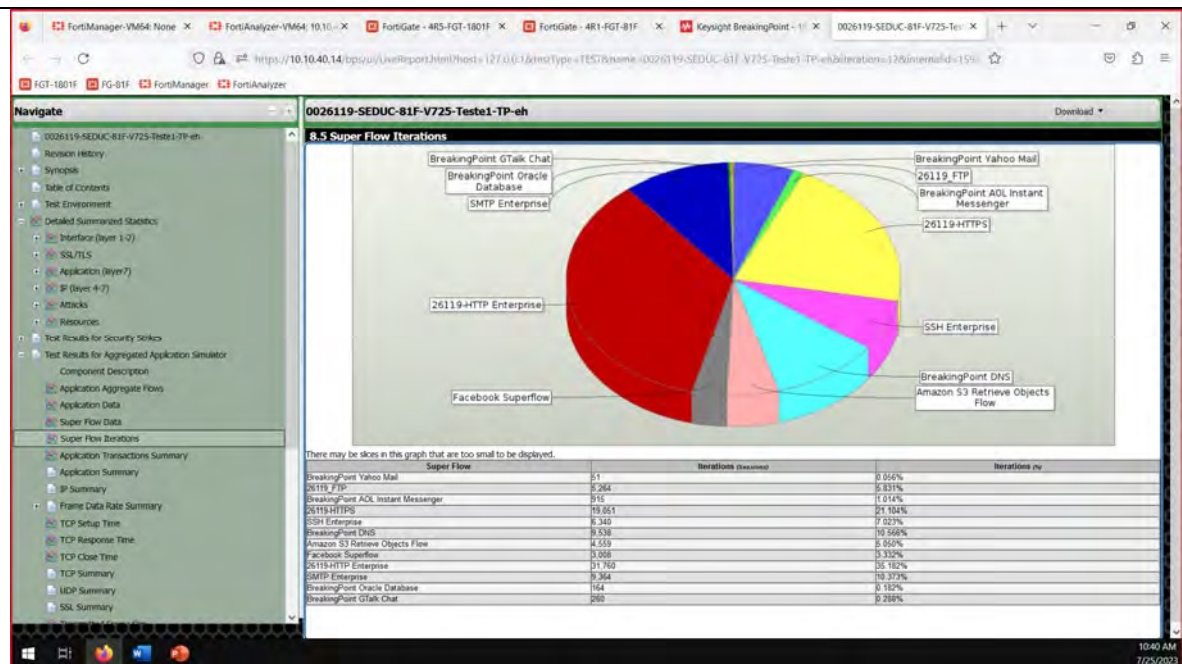 FortiManager-VM64: None
FortiAnalyzer-VM64: 10.10.
FortiGate - 4R5-FGT-1801F
FortiGate - 4R1-FGT-81F
Keysight BreakingPoint - 1
0026119-SEDUC-81F-V725-Tes
FGT-1801F FG-81F FortiManager FortiAnalyzer
Navigate
0026119-SEDUC-81F-V725-Teste1-TP-eh
Revision History
Synopsis
Table of Contents
Test Environment
Detailed Summarized Statistics
Interface (layer 1-2)
SSL/TLS
Application (layer7)
IP (layer 4-7)
Attacks
Resources
Test Results for Security Strikes
Test Results for Aggregated Application Simulator
Component Description
Application Aggregate Flows
Application Data
Super Flow Data
Super Flow Iterations
Application Transactions Summary
Application Summary
IP Summary
Frame Data Rate Summary
TCP Setup Time
TCP Response Time
TCP Close Time
TCP Summary
UDP Summary
SSL Summary
0026119-SEDUC-81F-V725-Teste1-TP-eh
Download
8.5 Super Flow Iterations
BreakingPoint GTalk Chat
BreakingPoint Oracle
Database
SMTP Enterprise
26119-HTTP Enterprise
Facebook Superflow
BreakingPoint Yahoo Mail
26119_FTP
BreakingPoint AOL Instant
Messenger
26119-HTTPS
SSH Enterprise
BreakingPoint DNS
Amazon S3 Retrieve Objects
Flow
There may be slices in this graph that are too small to be displayed.
Super Flow Iterations (Sessions) Iterations (%)
BreakingPoint Yahoo Mail 51 0.056%
26119_FTP 5,264 5.831%
BreakingPoint AOL Instant Messenger 915 1.014%
26119-HTTPS 19,051 21.104%
SSH Enterprise 6,340 7.023%
BreakingPoint DNS 9,538 10.566%
Amazon S3 Retrieve Objects Flow 4,559 5.050%
Facebook Superflow 3,008 3.332%
26119-HTTP Enterprise 31,760 35.182%
SMTP Enterprise 9,364 10.373%
BreakingPoint Oracle Database 164 0.182%
BreakingPoint GTalk Chat 260 0.288%
10:40 AM
7/25/2023